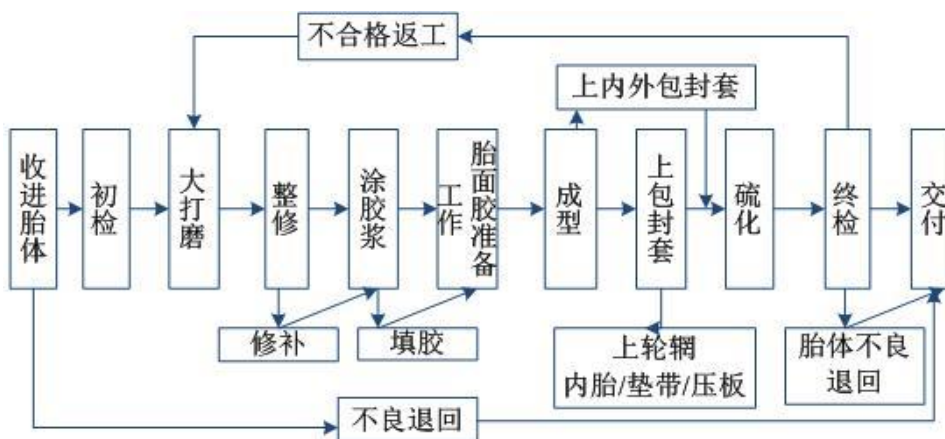 不合格返工
上内外包封套
收进胎体
初检
大打磨
整修
涂胶浆
胎面胶准备
工作
成型
上包封套
硫化
终检
交付
修补
填胶
上轮辋
内胎/垫带/压板
胎体不良
退回
不良退回